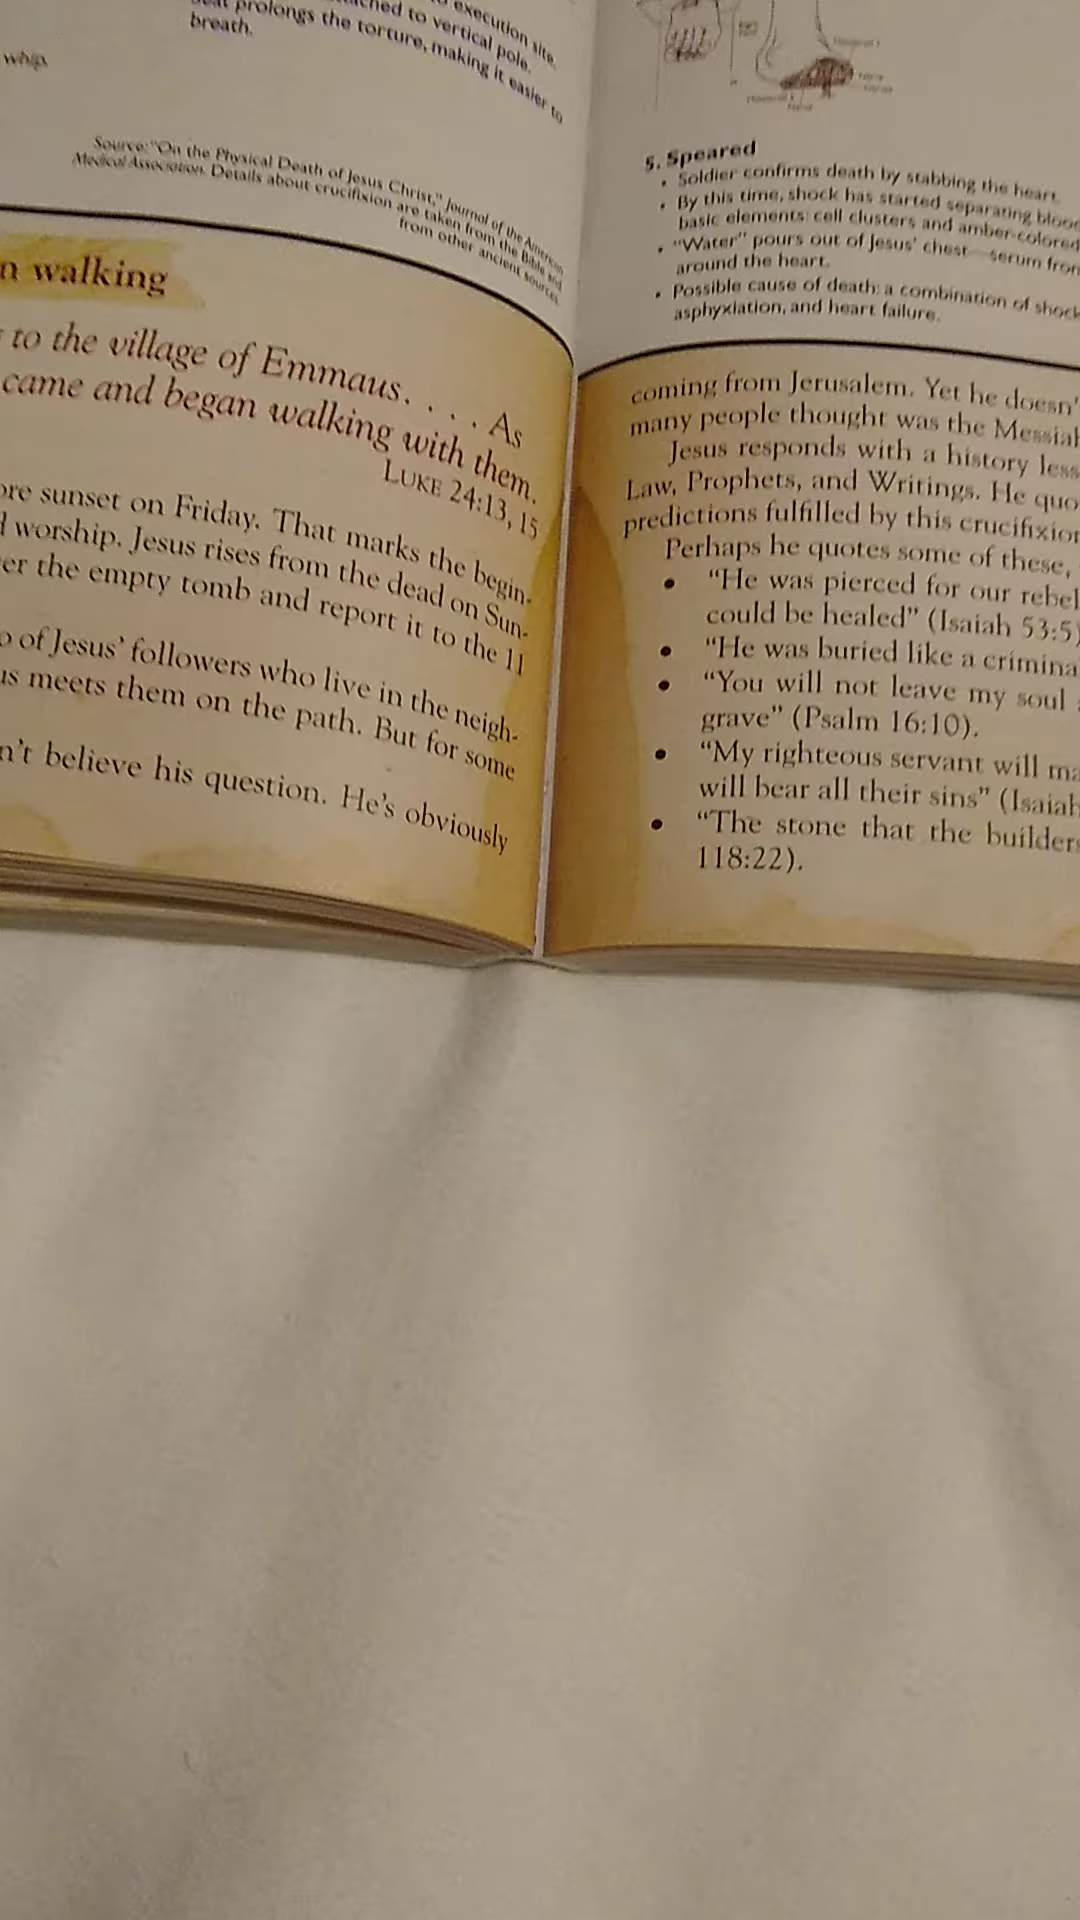 execution site.
ached to vertical pole.
prolongs the torture, making it easier to
breath.
whip.
Source: "On the Physical Death of Jesus Christ," Journal of the American
Medical Association. Details about crucifixion are taken from the Bible and
from other ancient sources.
n walking
to the village of Emmaus. . . . As
came and began walking with them.
LUKE 24:13, 15
ore sunset on Friday. That marks the begin-
d worship. Jesus rises from the dead on Sun-
er the empty tomb and report it to the 11
o of Jesus' followers who live in the neigh-
us meets them on the path. But for some
n't believe his question. He's obviously
5. Speared
• Soldier confirms death by stabbing the heart.
• By this time, shock has started separating blood
basic elements: cell clusters and amber-colored
• "Water" pours out of Jesus' chest—serum from
around the heart.
• Possible cause of death: a combination of shock
asphyxiation, and heart failure.
coming from Jerusalem. Yet he doesn'
many people thought was the Messiah
Jesus responds with a history less
Law, Prophets, and Writings. He quo
predictions fulfilled by this crucifixion
Perhaps he quotes some of these,
• "He was pierced for our rebel
could be healed" (Isaiah 53:5)
• "He was buried like a crimina
• "You will not leave my soul
grave" (Psalm 16:10).
• "My righteous servant will ma
will bear all their sins" (Isaiah
• "The stone that the builders
118:22).